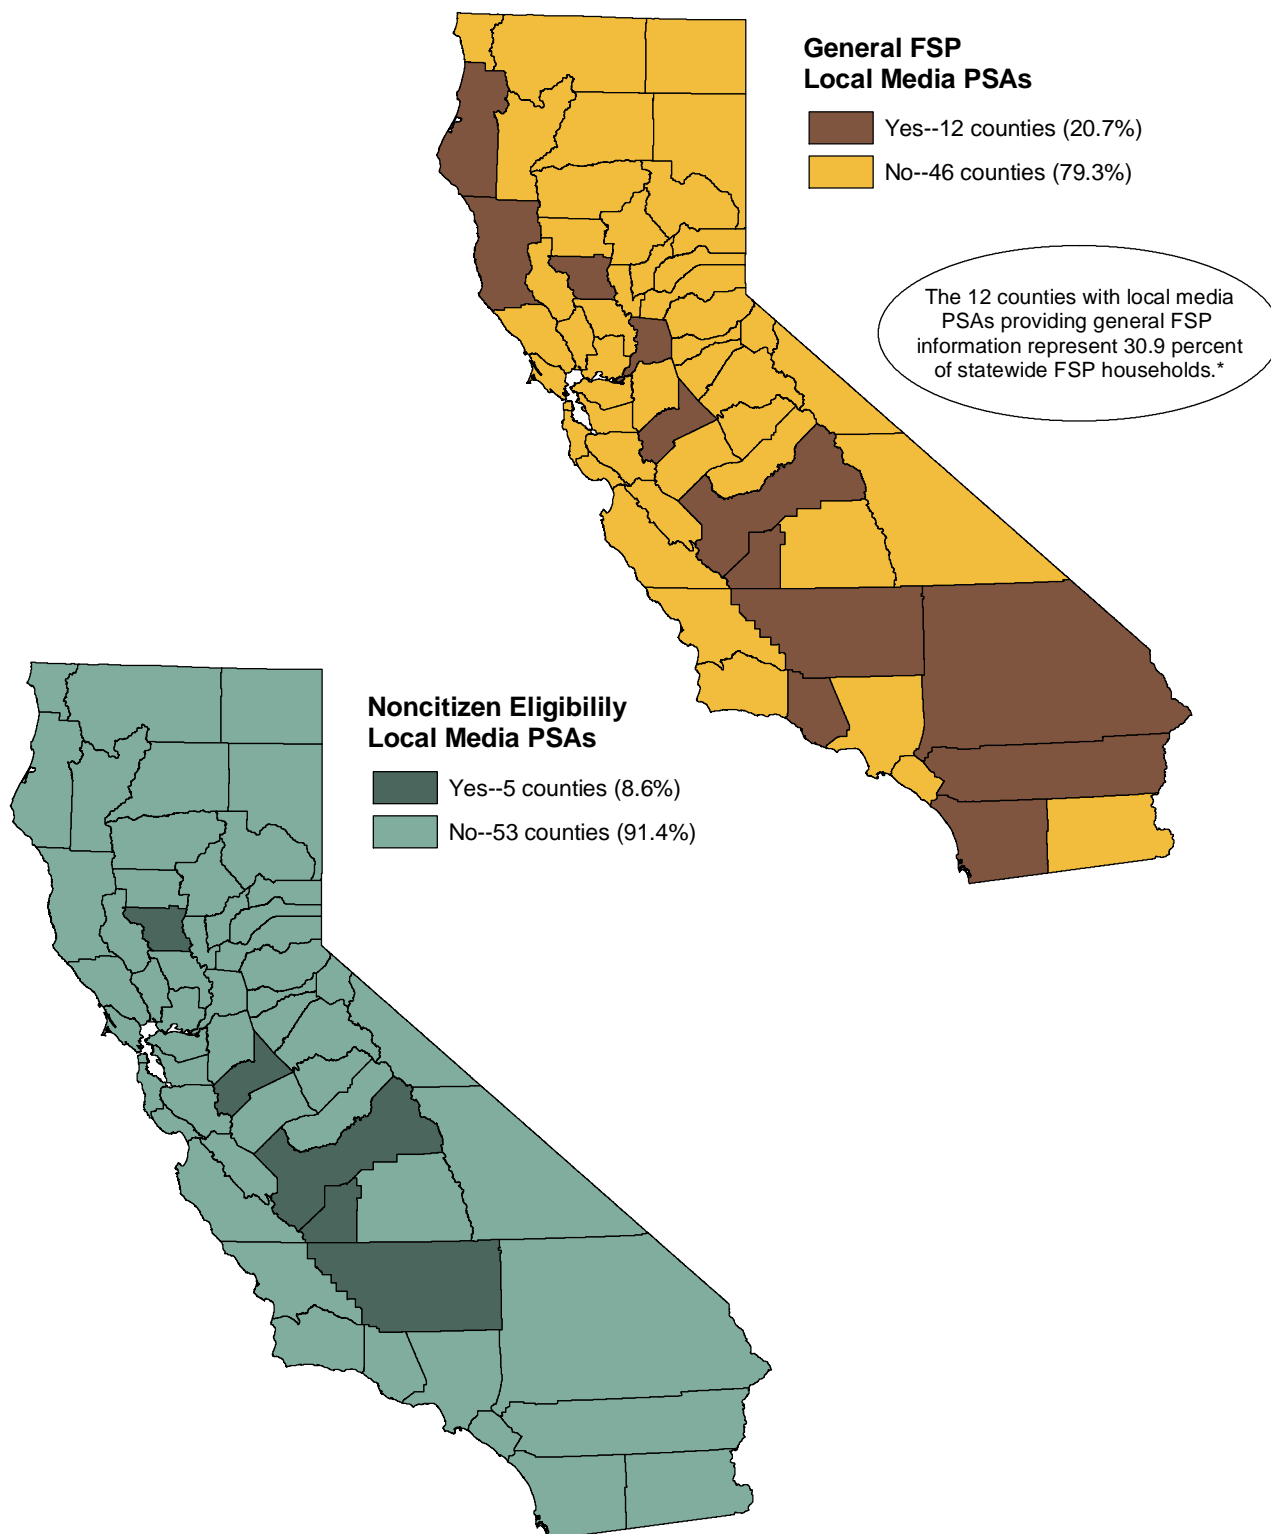 General FSP
Local Media PSAs
Yes--12 counties (20.7%)
No--46 counties (79.3%)
The 12 counties with local media
PSAs providing general FSP
information represent 30.9 percent
of statewide FSP households.*
Noncitizen Eligibilily
Local Media PSAs
Yes--5 counties (8.6%)
No--53 counties (91.4%)